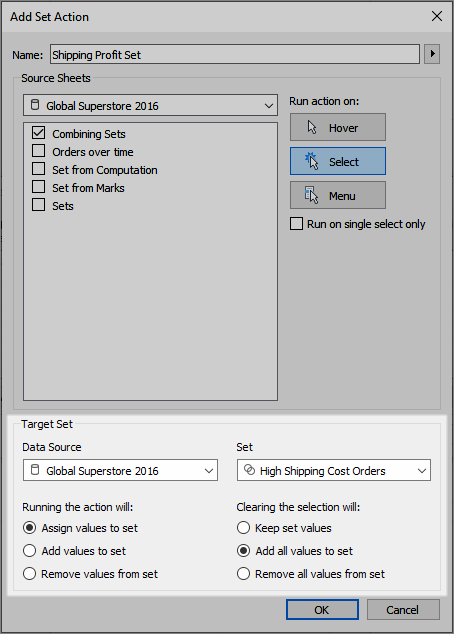 Add Set Action
Name: Shipping Profit Set
Source Sheets
Global Superstore 2016
Combining Sets
Orders over time
Set from Computation
Set from Marks
Sets
Run action on:
Hover
Select
Menu
Run on single select only
Target Set
Data Source
Global Superstore 2016
Set
High Shipping Cost Orders
Running the action will:
Assign values to set
Add values to set
Remove values from set
Clearing the selection will:
Keep set values
Add all values to set
Remove all values from set
OK
Cancel